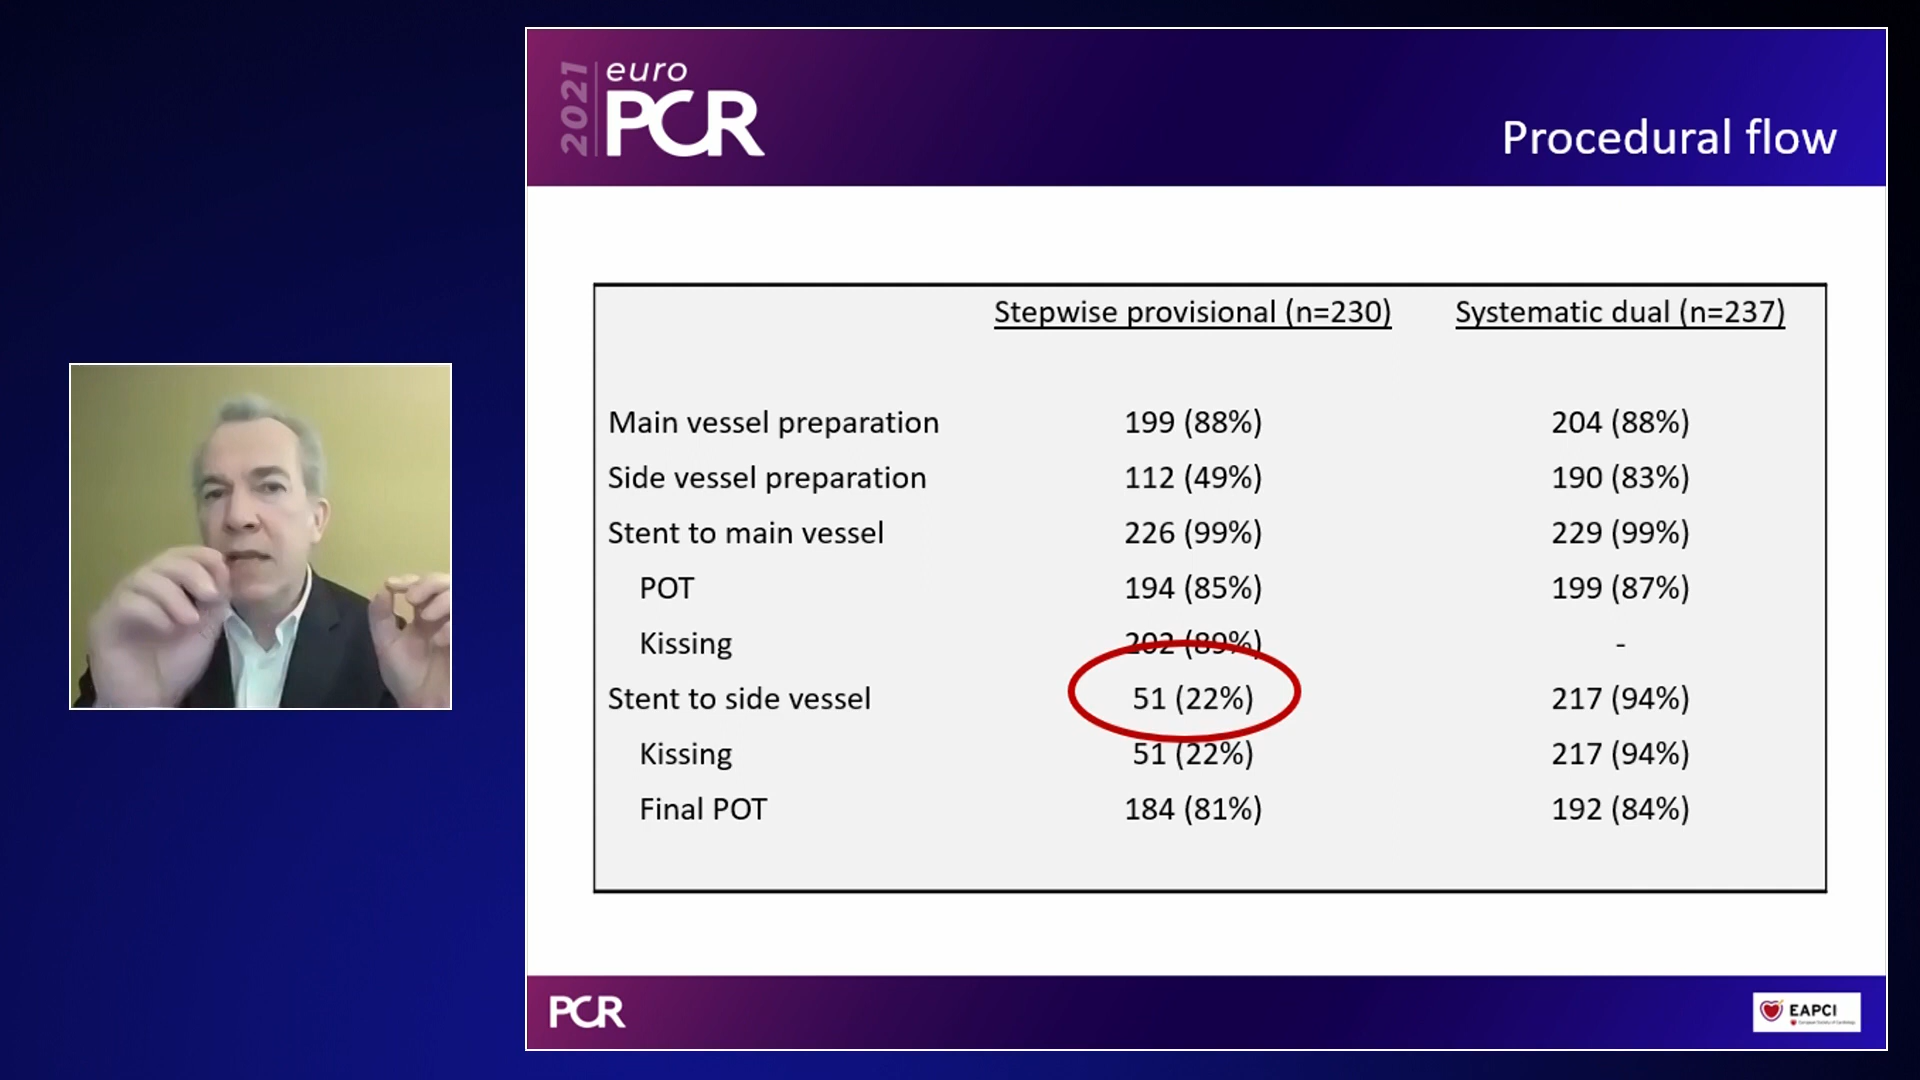 2021
euro
PCR
Procedural flow
Stepwise provisional (n=230) Systematic dual (n=237)
Main vessel preparation 199 (88%) 204 (88%)
Side vessel preparation 112 (49%) 190 (83%)
Stent to main vessel 226 (99%) 229 (99%)
POT 194 (85%) 199 (87%)
Kissing 202 (89%) -
Stent to side vessel 51 (22%) 217 (94%)
Kissing 51 (22%) 217 (94%)
Final POT 184 (81%) 192 (84%)
PCR
EAPCI